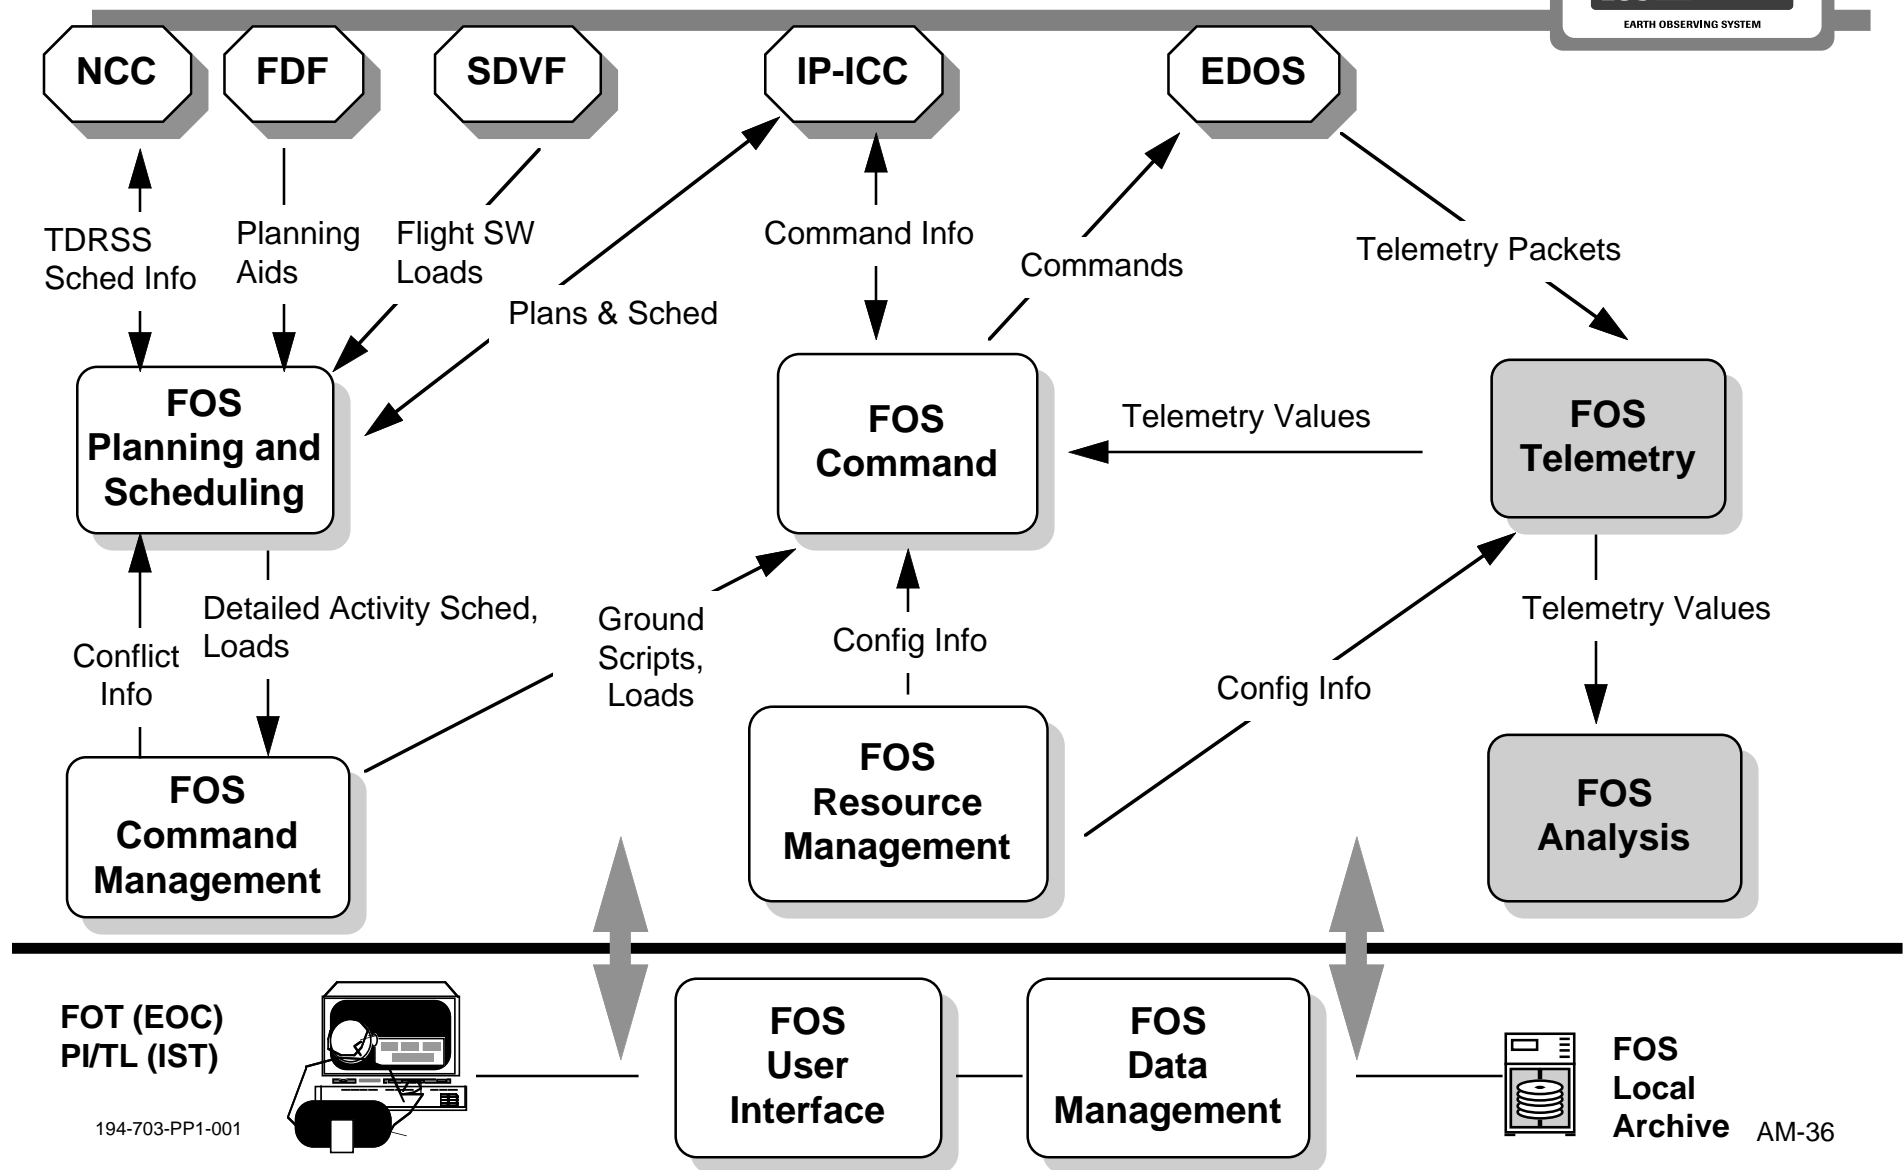 EARTH OBSERVING SYSTEM
NCC
FDF
SDVF
IP-ICC
EDOS
TDRSS
Sched Info
Planning
Aids
Flight SW
Loads
Plans & Sched
Command Info
Commands
Telemetry Packets
FOS
Planning and
Scheduling
FOS
Command
Telemetry Values
FOS
Telemetry
Conflict
Info
Detailed Activity Sched,
Loads
Ground
Scripts,
Loads
Config Info
Config Info
Telemetry Values
FOS
Command
Management
FOS
Resource
Management
FOS
Analysis
FOT (EOC)
PI/TL (IST)
FOS
User
Interface
FOS
Data
Management
FOS
Local
Archive
194-703-PP1-001
AM-36